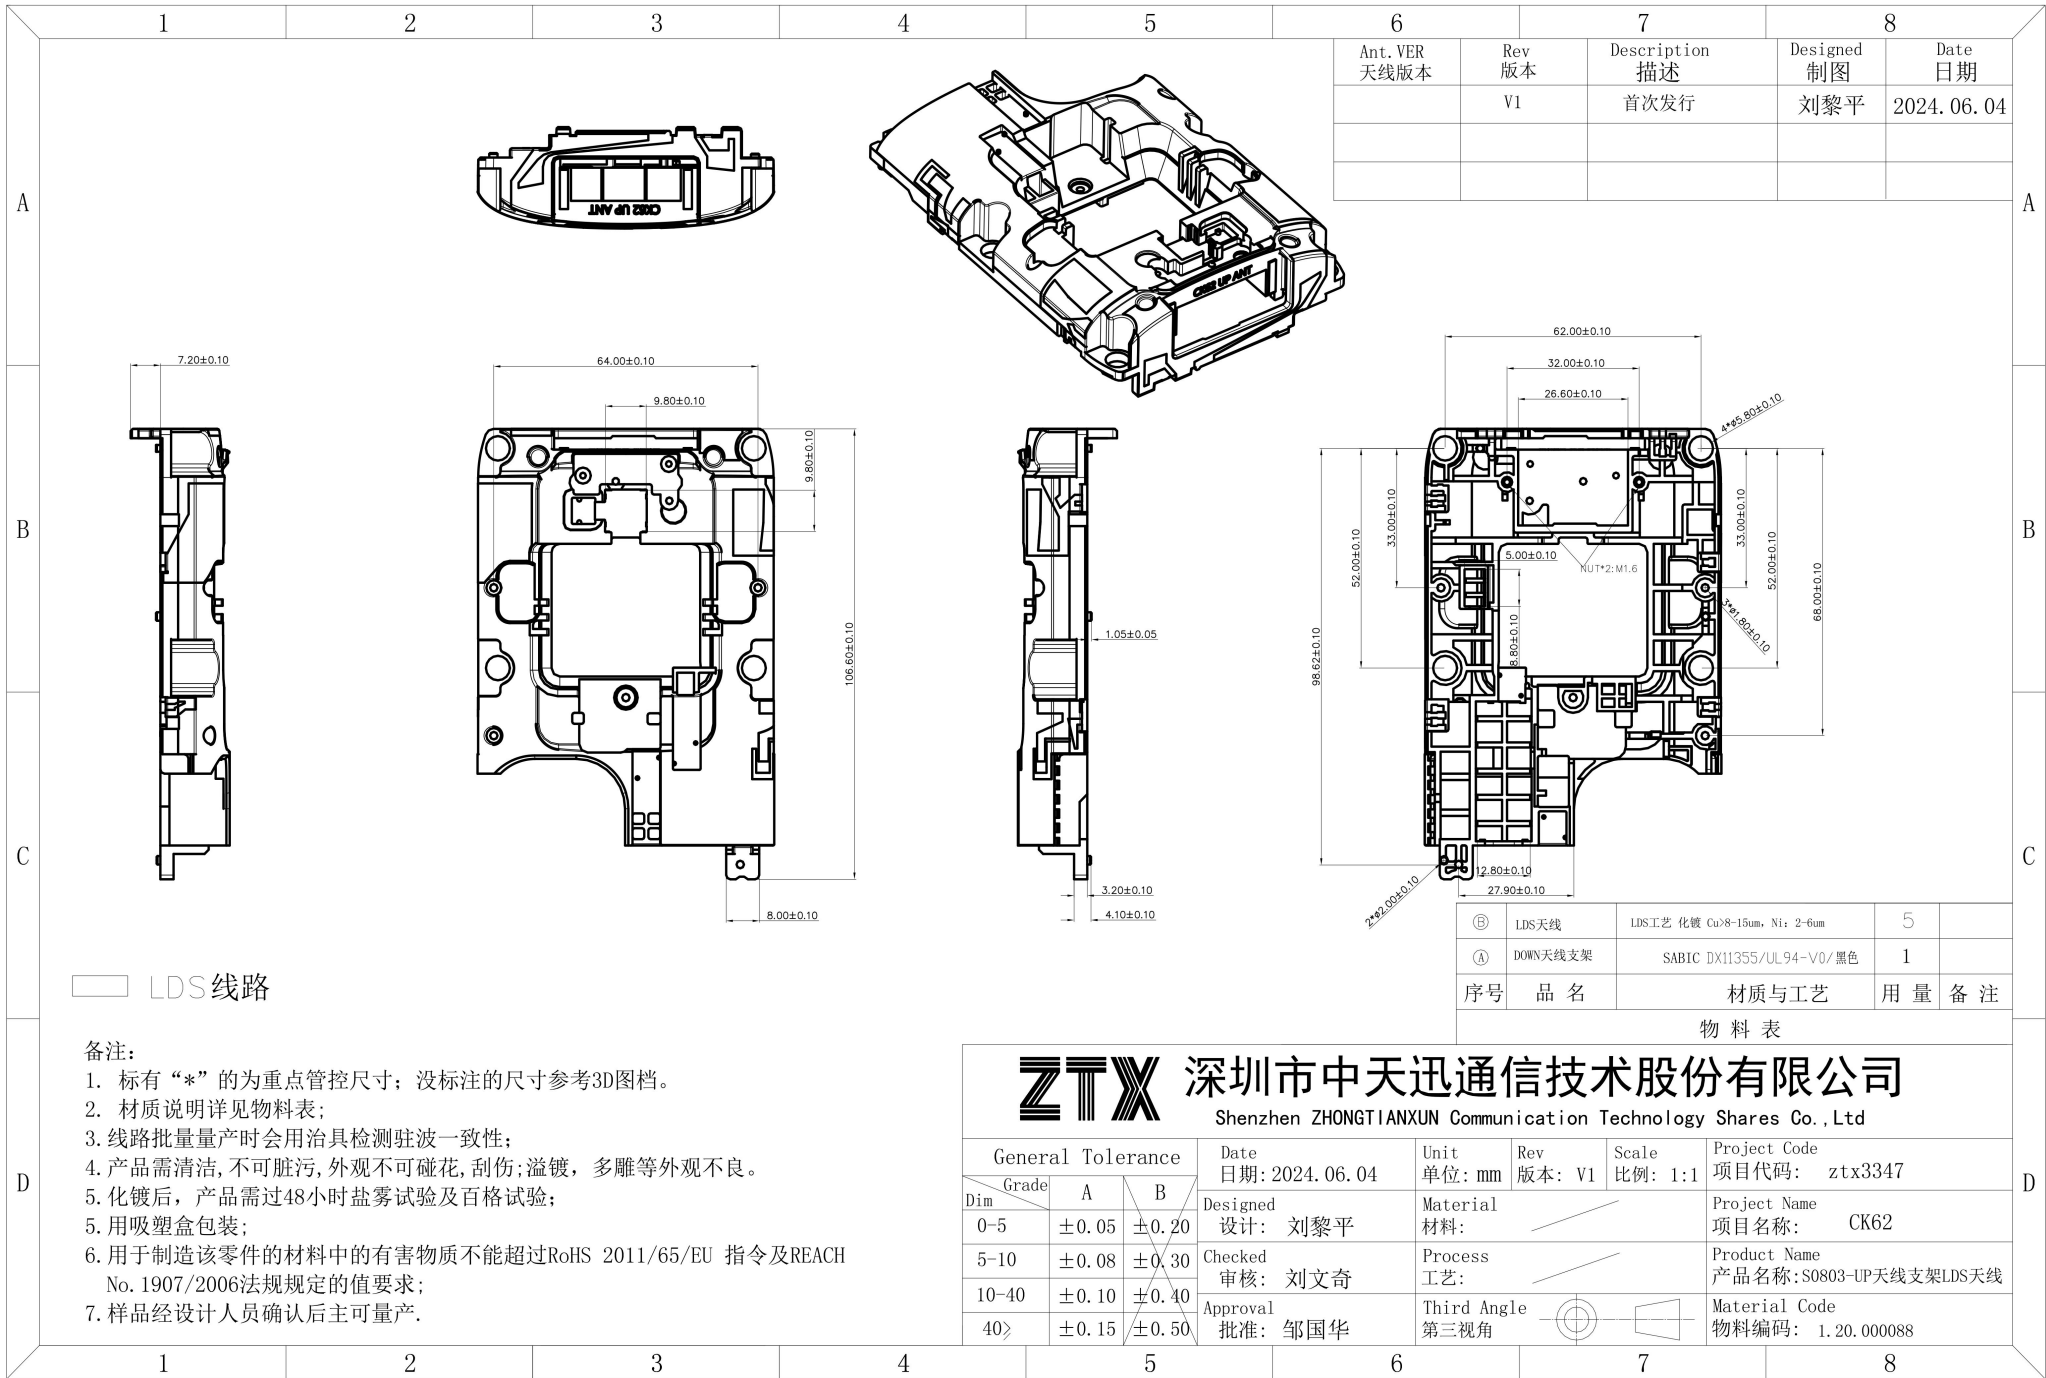 1 2 3 4 5 6 7 8
Ant.VER Rev Description Designed Date
天线版本 版本 描述 制图 日期
V1 首次发行 刘黎平 2024.06.04
A
A
CK62 UP ANT
CK62 UP ANT
7.20±0.10
64.00±0.10
9.80±0.10
9.80±0.10
106.60±0.10
8.00±0.10
1.05±0.05
3.20±0.10
4.10±0.10
62.00±0.10
32.00±0.10
26.60±0.10
4*ø5.80±0.10
33.00±0.10
52.00±0.10
98.62±0.10
5.00±0.10
NUT*2:M1.6
8.80±0.10
33.00±0.10
52.00±0.10
68.00±0.10
3*ø1.80±0.10
2*ø2.00±0.10
12.80±0.10
27.90±0.10
B
B
C
C
Ⓑ LDS天线 LDS工艺 化镀 Cu>8-15um, Ni: 2-6um 5
Ⓐ DOWN天线支架 SABIC DX11355/UL94-V0/黑色 1
序号 品 名 材质与工艺 用 量 备 注
物 料 表
LDS线路
备注:
1. 标有“*”的为重点管控尺寸；没标注的尺寸参考3D图档。
2. 材质说明详见物料表;
3.线路批量量产时会用治具检测驻波一致性；
4.产品需清洁,不可脏污,外观不可碰花,刮伤;溢镀，多雕等外观不良。
5.化镀后，产品需过48小时盐雾试验及百格试验；
5.用吸塑盒包装;
6.用于制造该零件的材料中的有害物质不能超过RoHS 2011/65/EU 指令及REACH
No.1907/2006法规规定的值要求;
7.样品经设计人员确认后主可量产.
D
D
ZTX 深圳市中天迅通信技术股份有限公司
Shenzhen ZHONGTIANXUN Communication Technology Shares Co.,Ltd
General Tolerance
Grade
Dim A B
0-5 ±0.05 ±0.20
5-10 ±0.08 ±0.30
10-40 ±0.10 ±0.40
40≥ ±0.15 ±0.50
Date
日期:2024.06.04
Unit
单位: mm
Rev
版本: V1
Scale
比例: 1:1
Project Code
项目代码: ztx3347
Designed
设计: 刘黎平
Material
材料:
Project Name
项目名称: CK62
Checked
审核: 刘文奇
Process
工艺:
Product Name
产品名称:S0803-UP天线支架LDS天线
Approval
批准: 邹国华
Third Angle
第三视角
Material Code
物料编码: 1.20.000088
1 2 3 4 5 6 7 8